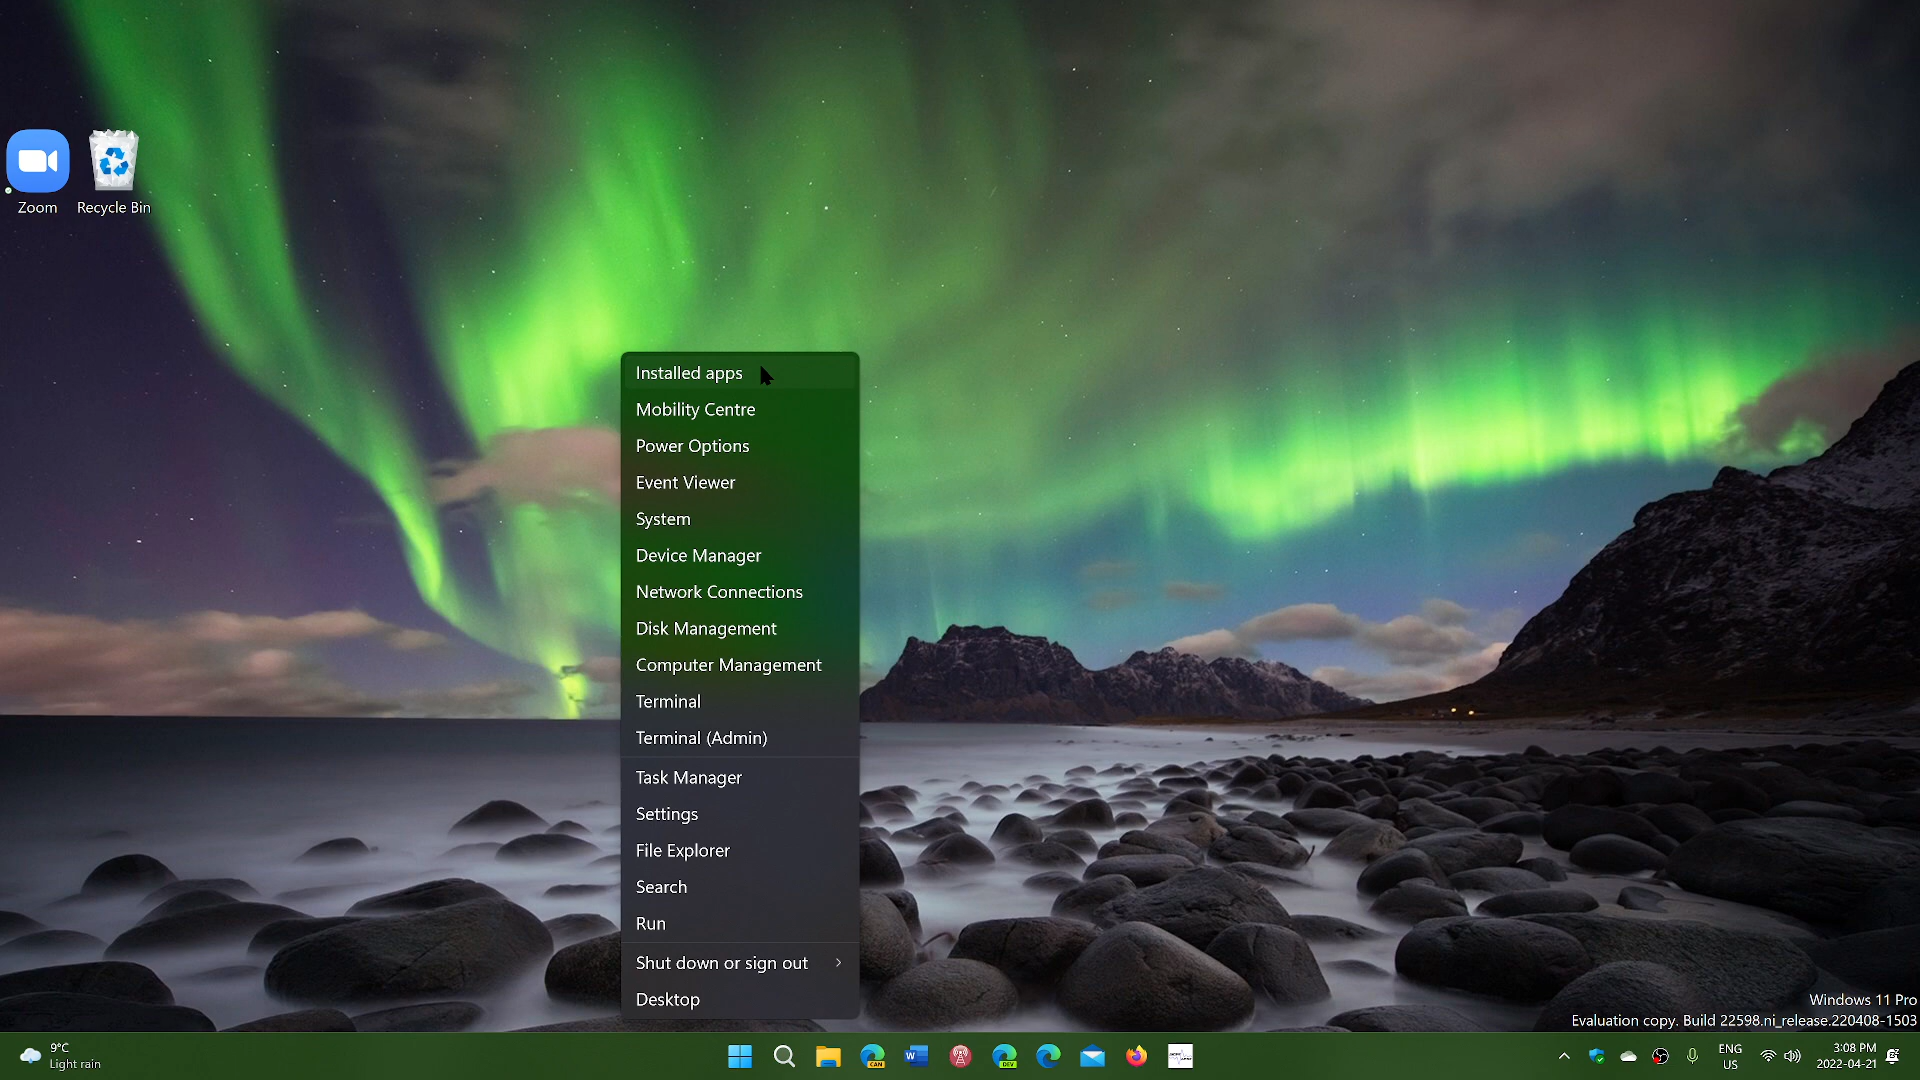 Zoom
Recycle Bin
Installed apps
Mobility Centre
Power Options
Event Viewer
System
Device Manager
Network Connections
Disk Management
Computer Management
Terminal
Terminal (Admin)
Task Manager
Settings
File Explorer
Search
Run
Shut down or sign out
Desktop
Windows 11 Pro
Evaluation copy. Build 22598.ni_release.220408-1503
9°C
Light rain
CAN
W
DEV
ENG
US
3:08 PM
2022-04-21